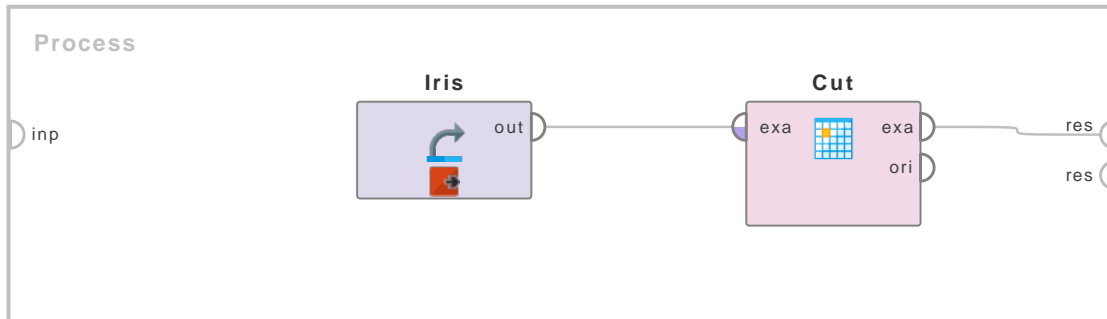 Process
Iris
Cut
inp
out
exa
exa
res
ori
res